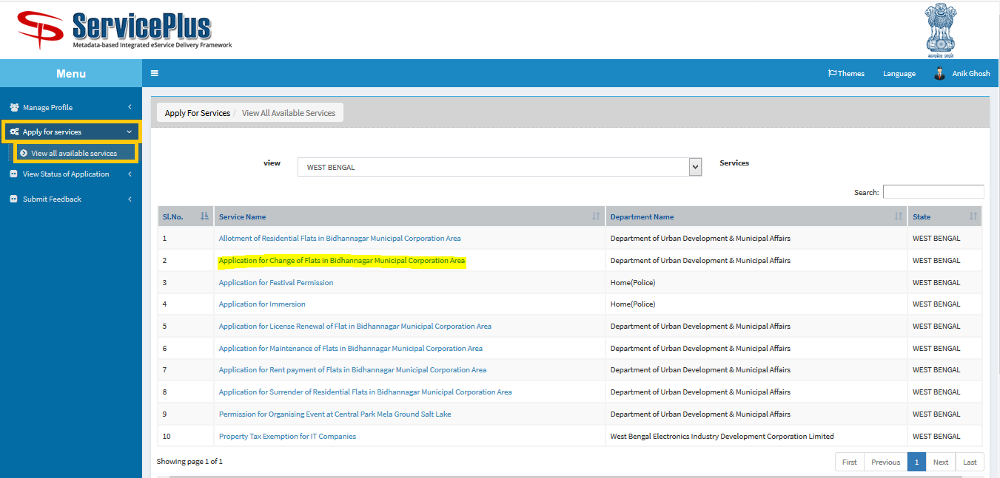 ServicePlus
Metadata-based Integrated eService Delivery Framework
सत्यमेव जयते
Menu
Themes Language Anik Ghosh
Manage Profile
Apply for services
View all available services
View Status of Application
Submit Feedback
Apply For Services / View All Available Services
view WEST BENGAL Services
Search:
Sl.No. Service Name Department Name State
1 Allotment of Residential Flats in Bidhannagar Municipal Corporation Area Department of Urban Development & Municipal Affairs WEST BENGAL
2 Application for Change of Flats in Bidhannagar Municipal Corporation Area Department of Urban Development & Municipal Affairs WEST BENGAL
3 Application for Festival Permission Home(Police) WEST BENGAL
4 Application for Immersion Home(Police) WEST BENGAL
5 Application for License Renewal of Flat in Bidhannagar Municipal Corporation Area Department of Urban Development & Municipal Affairs WEST BENGAL
6 Application for Maintenance of Flats in Bidhannagar Municipal Corporation Area Department of Urban Development & Municipal Affairs WEST BENGAL
7 Application for Rent payment of Flats in Bidhannagar Municipal Corporation Area Department of Urban Development & Municipal Affairs WEST BENGAL
8 Application for Surrender of Residential Flats in Bidhannagar Municipal Corporation Area Department of Urban Development & Municipal Affairs WEST BENGAL
9 Permission for Organising Event at Central Park Mela Ground Salt Lake Department of Urban Development & Municipal Affairs WEST BENGAL
10 Property Tax Exemption for IT Companies West Bengal Electronics Industry Development Corporation Limited WEST BENGAL
Showing page 1 of 1
First Previous 1 Next Last